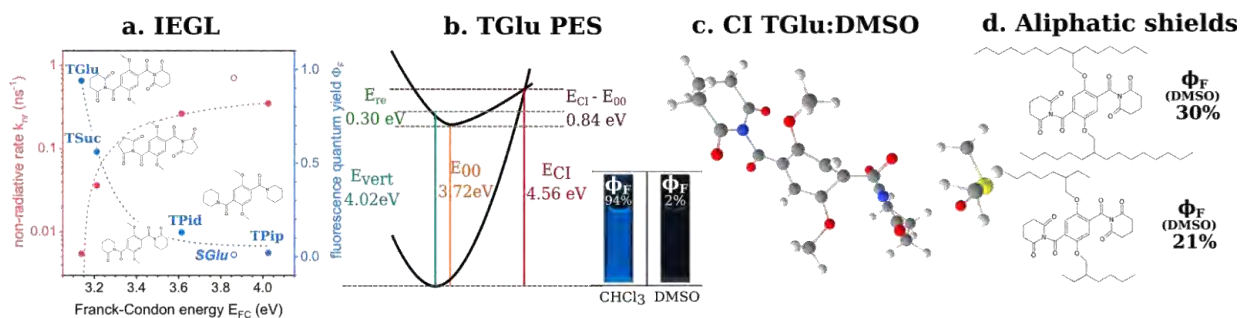 a. IEGL
non-radiative rate k_nr (ns⁻¹)
1
0.1
0.01
TGlu
TSuc
TPid
TPip
SGlu
1.0
0.5
0.0
fluorescence quantum yield Φ_F
3.2 3.4 3.6 3.8 4.0
Franck-Condon energy E_FC (eV)
b. TGlu PES
E_re
0.30 eV
E_CI - E_00
0.84 eV
E_vert
4.02eV
E_00
3.72eV
E_CI
4.56 eV
Φ_F
94%
Φ_F
2%
CHCl₃ DMSO
c. CI TGlu:DMSO
d. Aliphatic shields
ϕ_F
(DMSO)
30%
ϕ_F
(DMSO)
21%